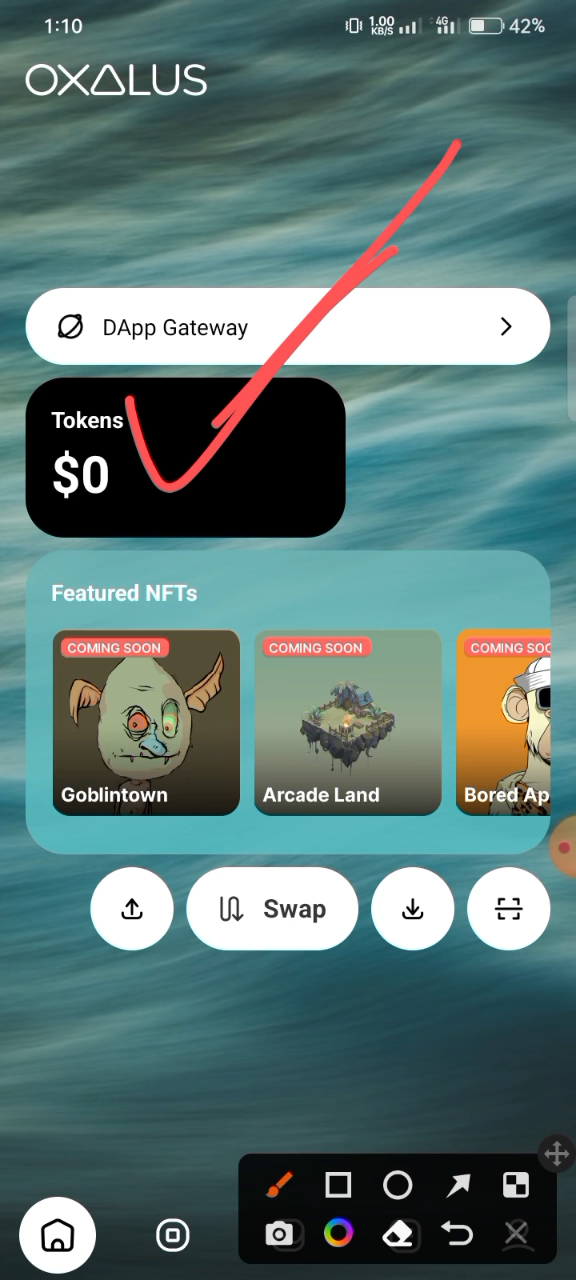 1:10
1.00
KB/S
4G
42%
OXALUS
DApp Gateway
Tokens
$0
Featured NFTs
COMING SOON
COMING SOON
COMING SOO
Goblintown
Arcade Land
Bored Ap
Swap